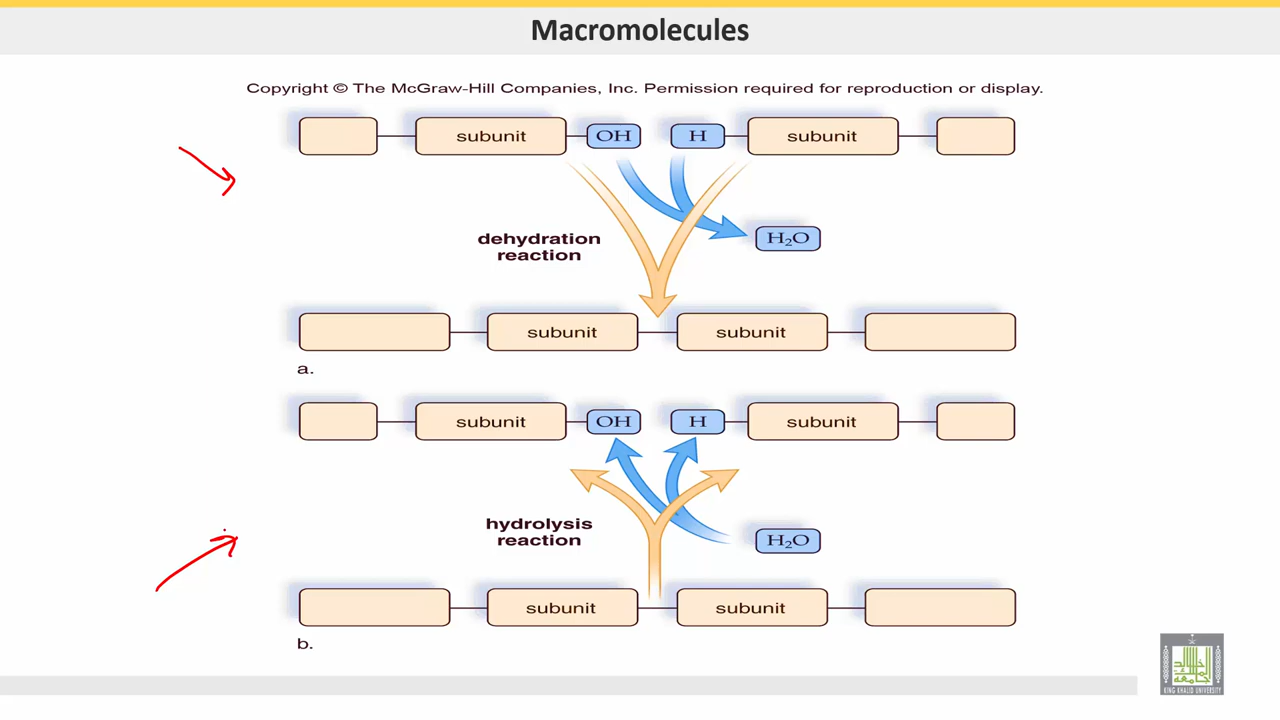 Macromolecules
Copyright © The McGraw-Hill Companies, Inc. Permission required for reproduction or display.
subunit OH H subunit
dehydration
reaction
H₂O
subunit subunit
a.
subunit OH H subunit
hydrolysis
reaction
H₂O
subunit subunit
b.
KING KHALID UNIVERSITY